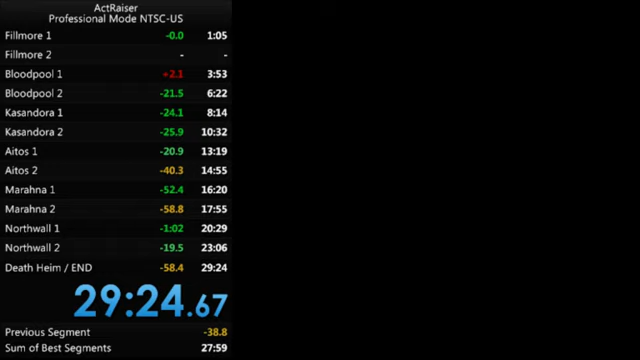 ActRaiser
Professional Mode NTSC-US
Fillmore 1 -0.0 1:05
Fillmore 2 - -
Bloodpool 1 +2.1 3:53
Bloodpool 2 -21.5 6:22
Kasandora 1 -24.1 8:14
Kasandora 2 -25.9 10:32
Aitos 1 -20.9 13:19
Aitos 2 -40.3 14:55
Marahna 1 -52.4 16:20
Marahna 2 -58.8 17:55
Northwall 1 -1:02 20:29
Northwall 2 -19.5 23:06
Death Heim / END -58.4 29:24
29:24.67
Previous Segment -38.8
Sum of Best Segments 27:59